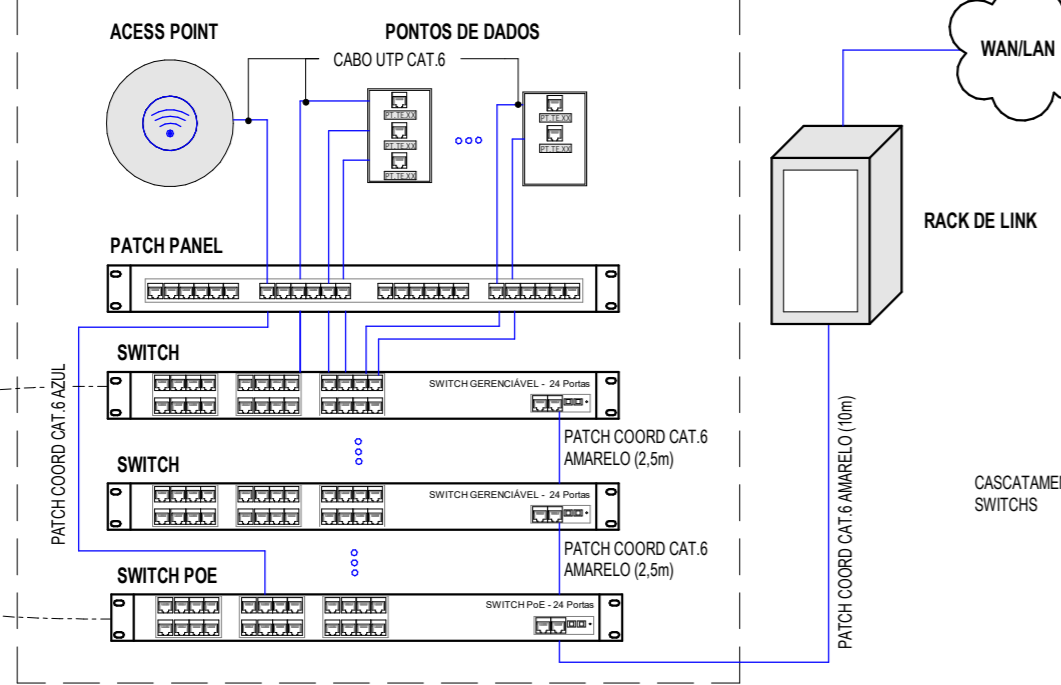 ACESS POINT
PONTOS DE DADOS
CABO UTP CAT.6
WAN/LAN
PT.TE.XX
PT.TE.XX
PT.TE.XX
PT.TE.XX
PT.TE.XX
RACK DE LINK
PATCH PANEL
SWITCH
SWITCH GERENCIÁVEL - 24 Portas
PATCH COORD CAT.6 AZUL
PATCH COORD CAT.6
AMARELO (2,5m)
PATCH COORD CAT.6 AMARELO (10m)
SWITCH
SWITCH GERENCIÁVEL - 24 Portas
CASCATAME
SWITCHS
PATCH COORD CAT.6
AMARELO (2,5m)
SWITCH POE
SWITCH PoE - 24 Portas